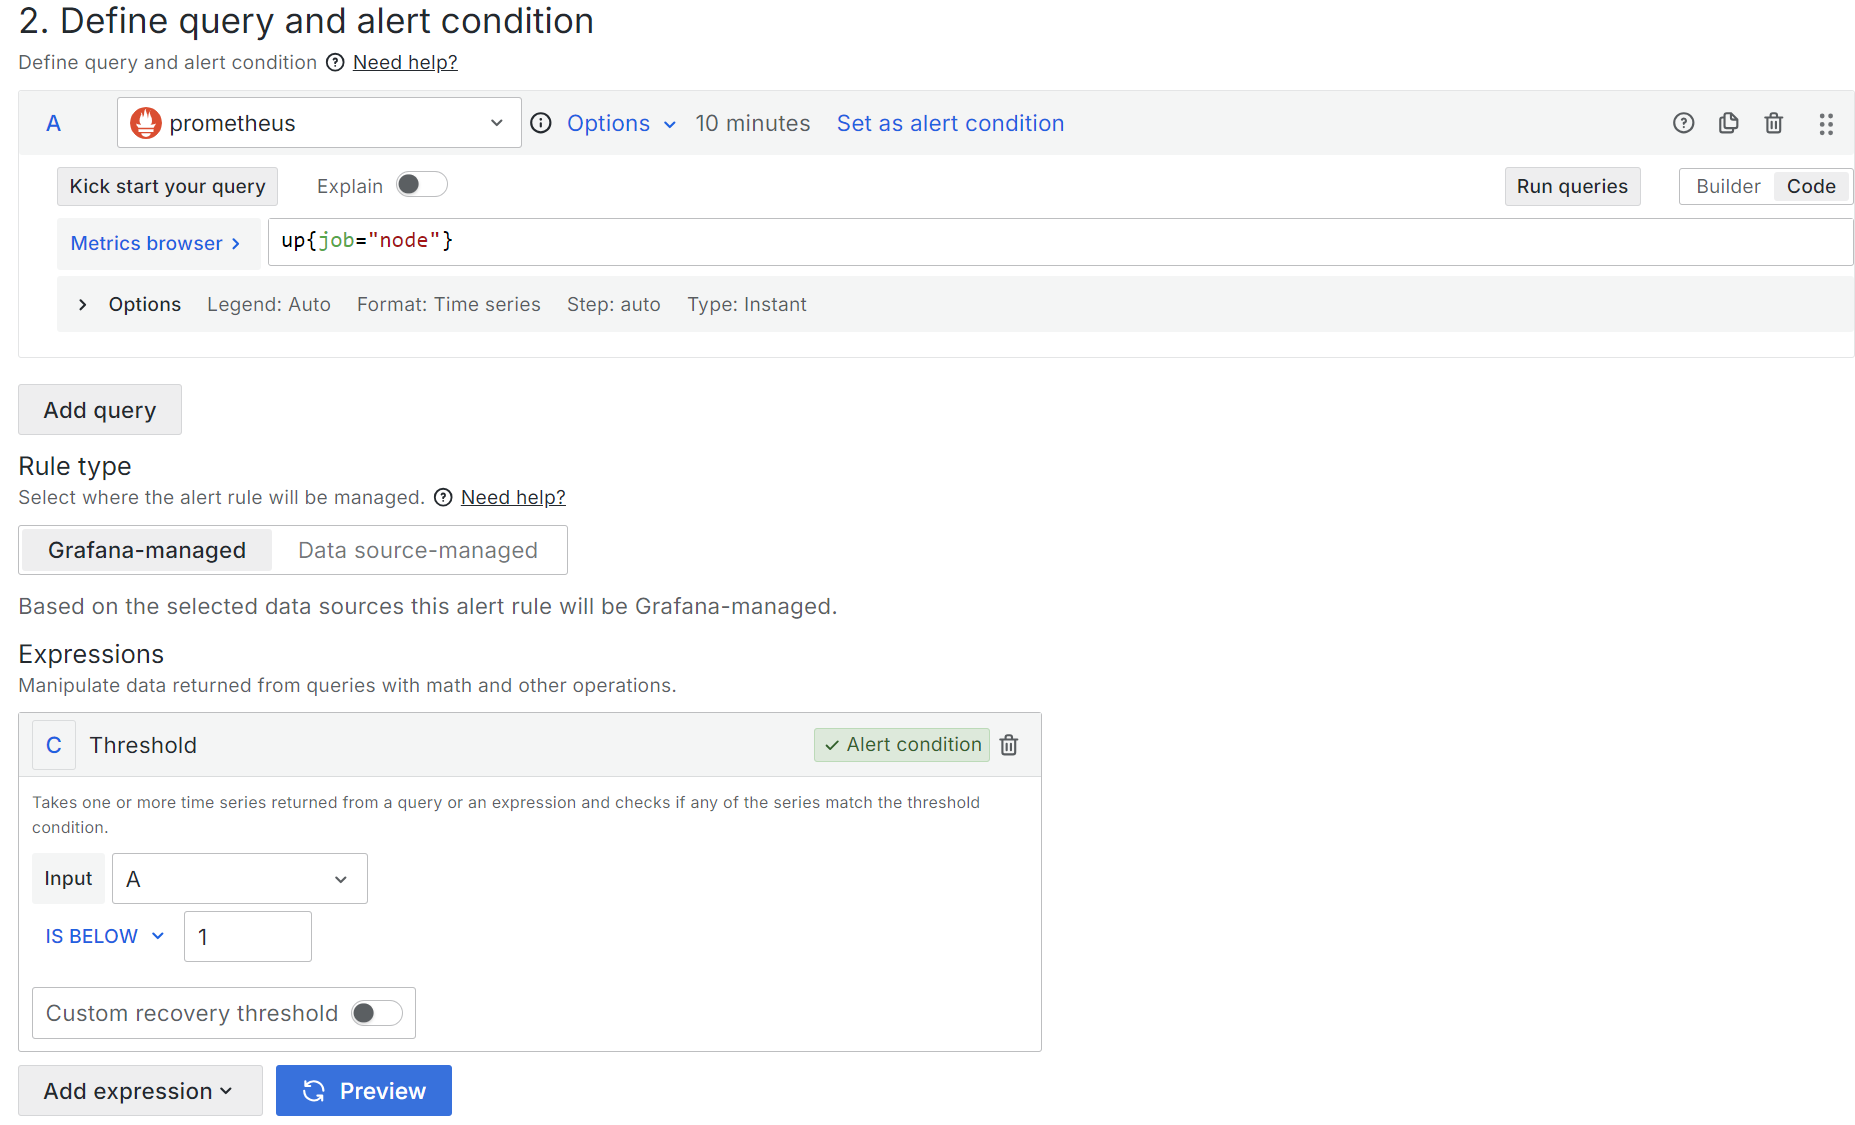 2. Define query and alert condition
Define query and alert condition Need help?
A prometheus Options 10 minutes Set as alert condition
Kick start your query Explain Run queries Builder Code
Metrics browser > up{job="node"}
> Options Legend: Auto Format: Time series Step: auto Type: Instant
Add query
Rule type
Select where the alert rule will be managed. Need help?
Grafana-managed Data source-managed
Based on the selected data sources this alert rule will be Grafana-managed.
Expressions
Manipulate data returned from queries with math and other operations.
C Threshold Alert condition
Takes one or more time series returned from a query or an expression and checks if any of the series match the threshold
condition.
Input A
IS BELOW 1
Custom recovery threshold
Add expression Preview